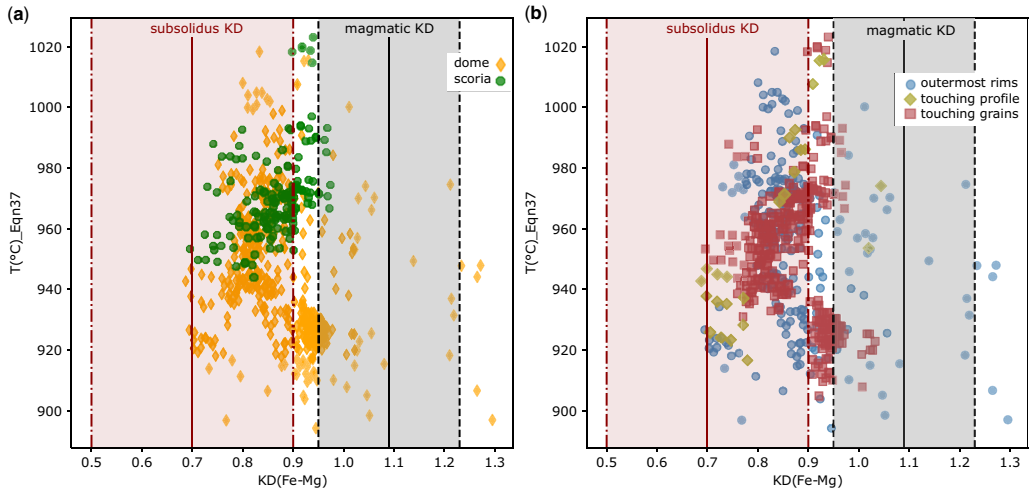 (a)
subsolidus KD
magmatic KD
dome
scoria
T(°C)_Eqn37
1020
1000
980
960
940
920
900
0.5
0.6
0.7
0.8
0.9
1.0
1.1
1.2
1.3
KD(Fe-Mg)
(b)
subsolidus KD
magmatic KD
outermost rims
touching profile
touching grains
T(°C)_Eqn37
1020
1000
980
960
940
920
900
0.5
0.6
0.7
0.8
0.9
1.0
1.1
1.2
1.3
KD(Fe-Mg)